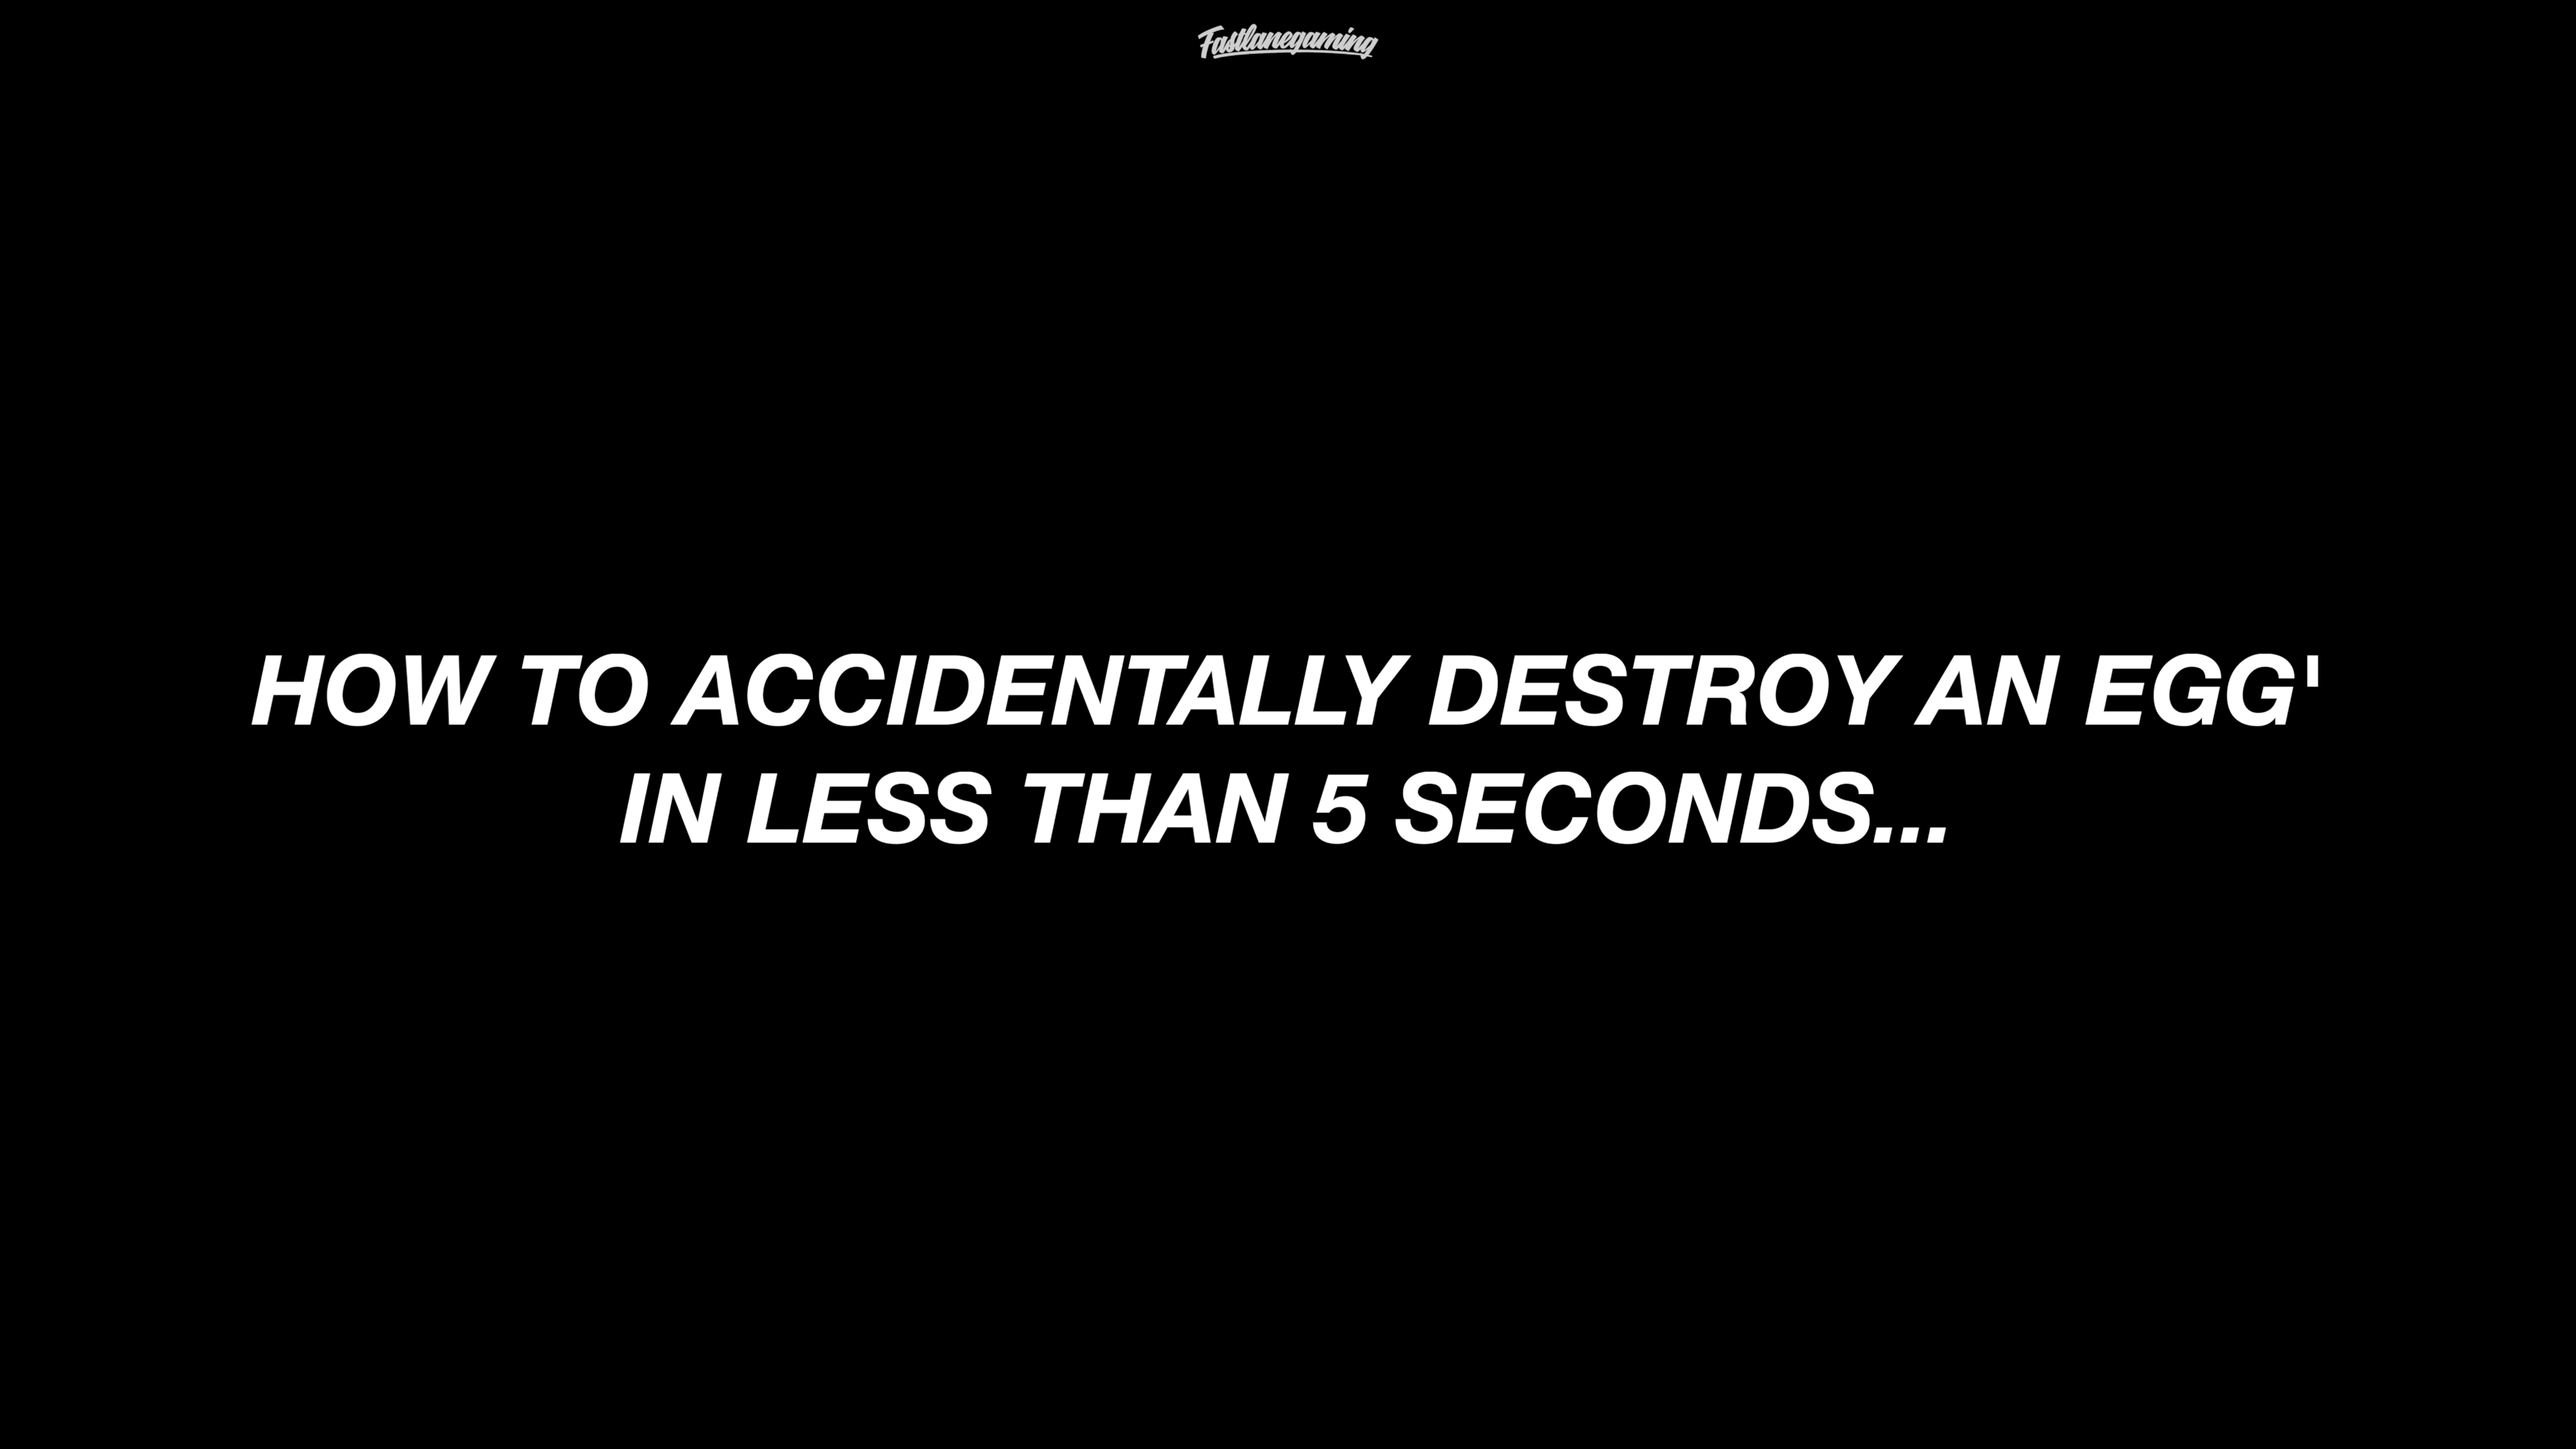 Fastlanegaming
HOW TO ACCIDENTALLY DESTROY AN EGG'
IN LESS THAN 5 SECONDS...